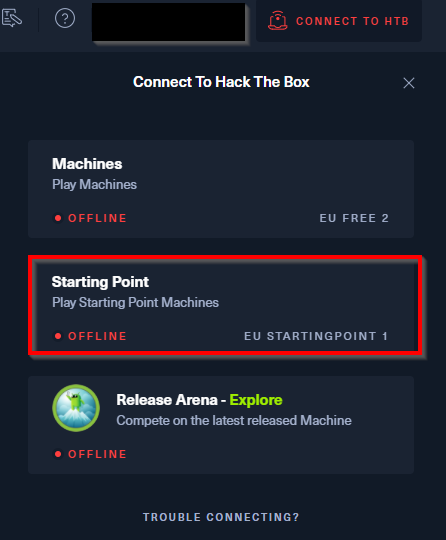 CONNECT TO HTB
Connect To Hack The Box
Machines
Play Machines
OFFLINE EU FREE 2
Starting Point
Play Starting Point Machines
OFFLINE EU STARTINGPOINT 1
Release Arena - Explore
Compete on the latest released Machine
OFFLINE
TROUBLE CONNECTING?